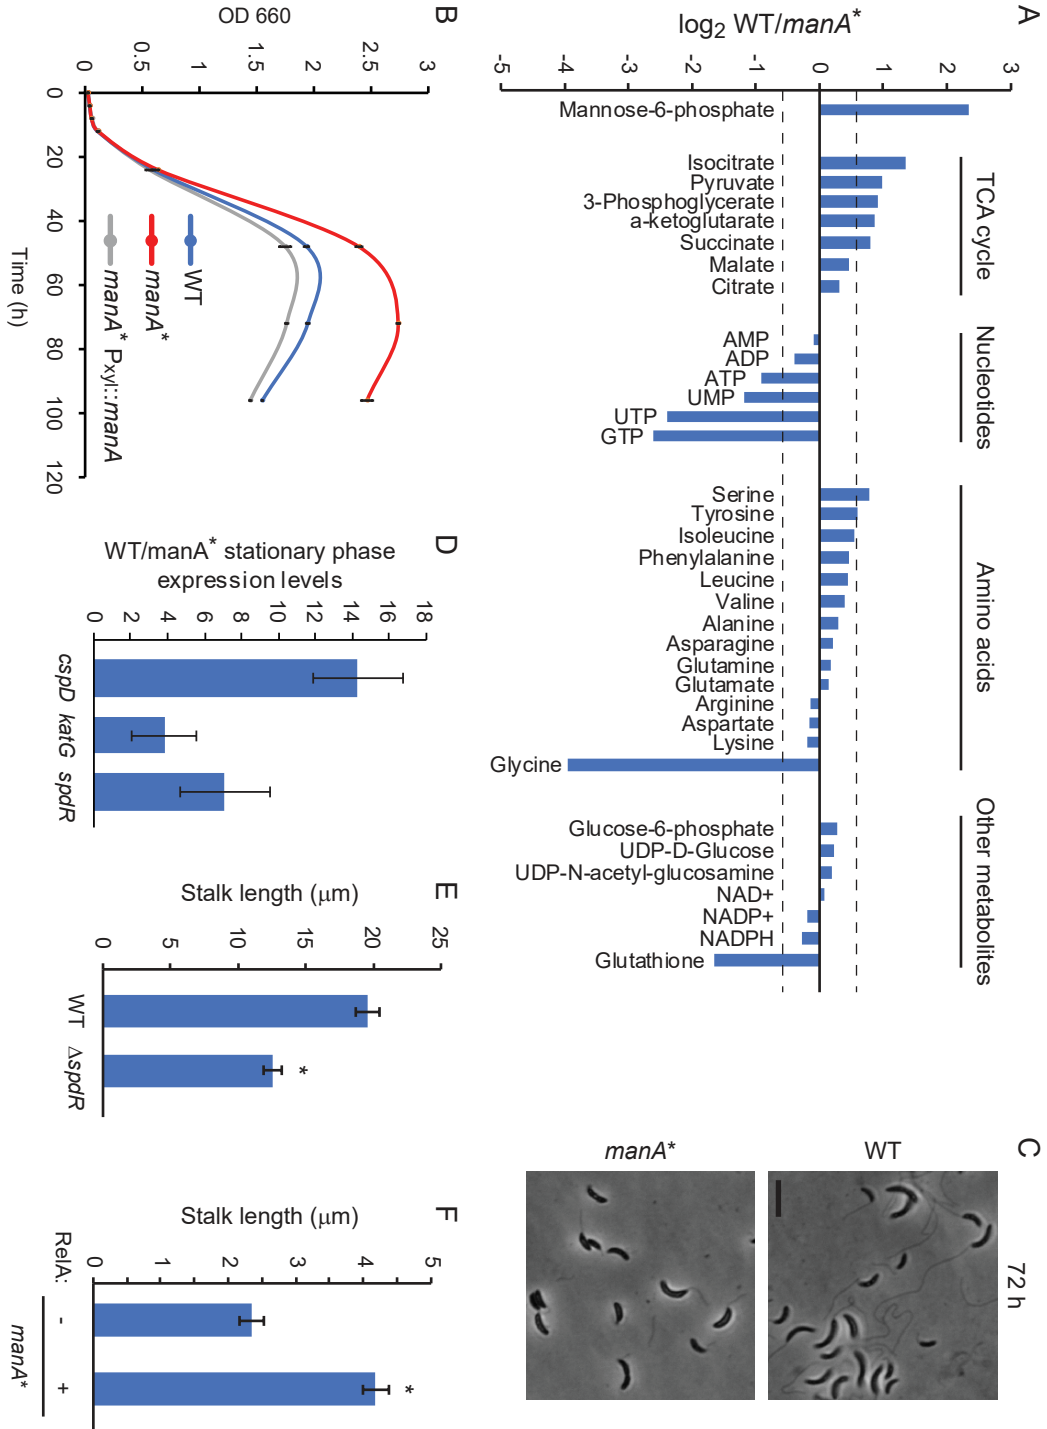 A
log2 WT/manA*
-5
-4
-3
-2
-1
0
1
2
3
Mannose-6-phosphate
TCA cycle
Isocitrate
Pyruvate
3-Phosphoglycerate
a-ketoglutarate
Succinate
Malate
Citrate
Nucleotides
AMP
ADP
ATP
UMP
UTP
GTP
Amino acids
Serine
Tyrosine
Isoleucine
Phenylalanine
Leucine
Valine
Alanine
Asparagine
Glutamine
Glutamate
Arginine
Aspartate
Lysine
Glycine
Other metabolites
Glucose-6-phosphate
UDP-D-Glucose
UDP-N-acetyl-glucosamine
NAD+
NADP+
NADPH
Glutathione
B
OD 660
0
0.5
1
1.5
2
2.5
3
0
20
40
60
80
100
120
Time (h)
WT
manA*
manA* Pxyl::manA
C
72 h
WT
manA*
D
WT/manA* stationary phase
expression levels
0
2
4
6
8
10
12
14
16
18
cspD
katG
spdR
E
Stalk length (μm)
0
5
10
15
20
25
*
WT
ΔspdR
F
Stalk length (μm)
0
1
2
3
4
5
*
RelA:
-
+
manA*